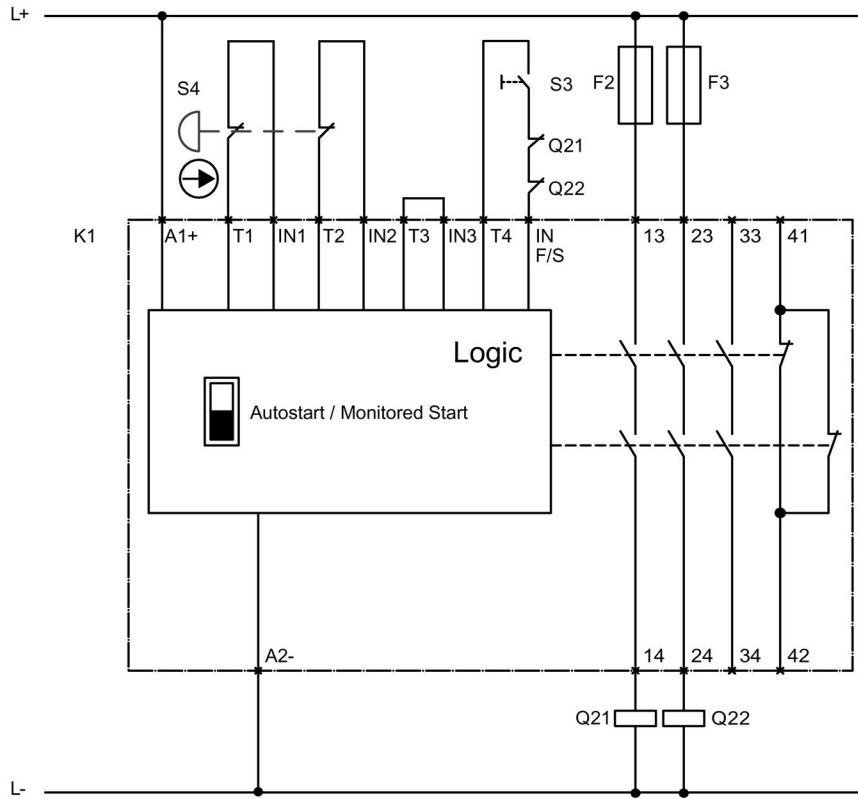 L+
S4
S3
F2
F3
Q21
Q22
K1
A1+
T1
IN1
T2
IN2
T3
IN3
T4
IN
F/S
13
23
33
41
Logic
Autostart / Monitored Start
A2-
14
24
34
42
Q21
Q22
L-